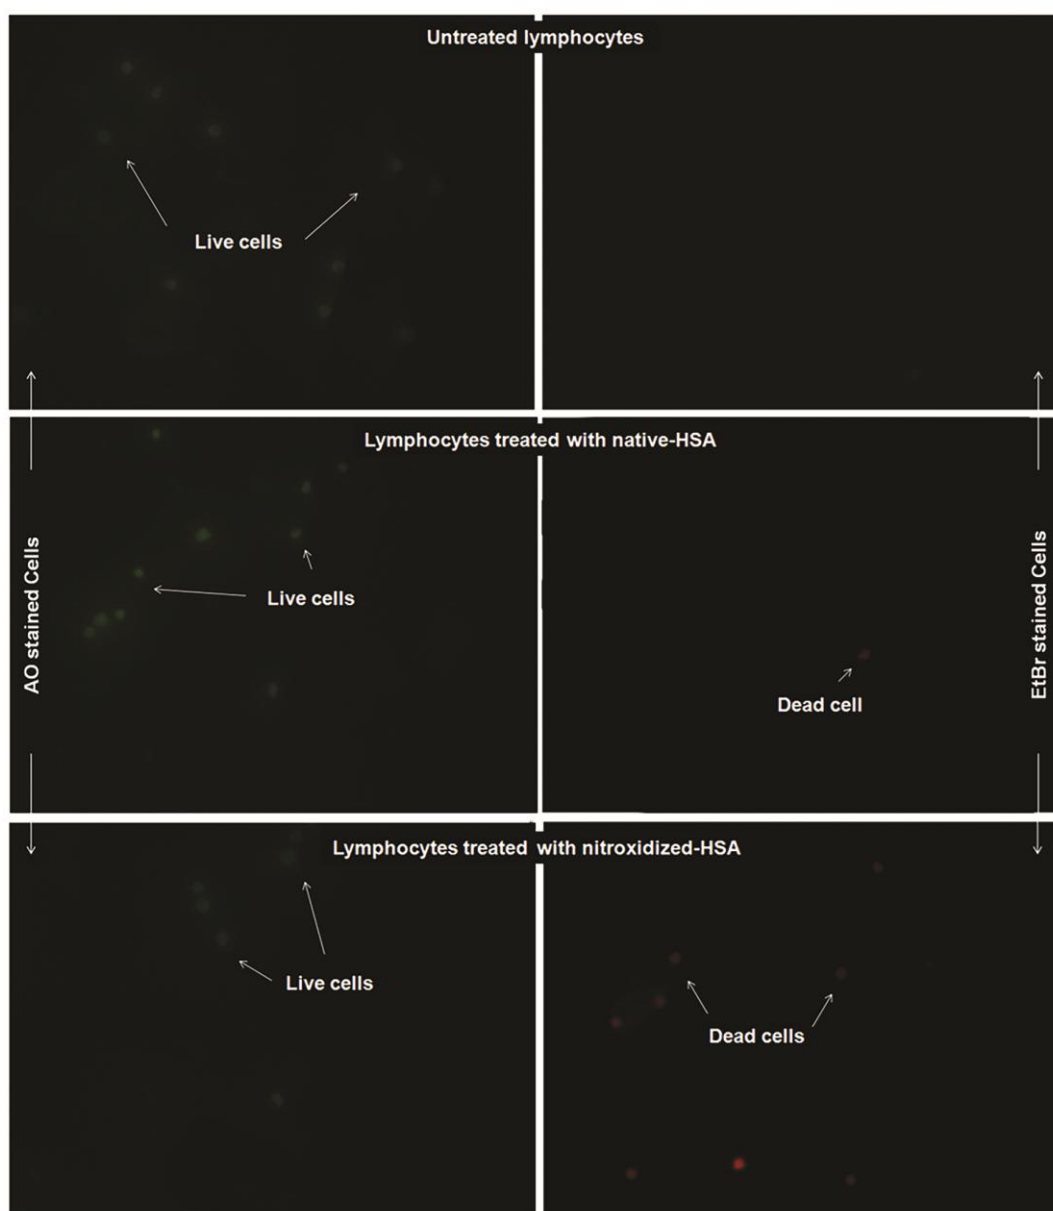 Untreated lymphocytes
Live cells
Lymphocytes treated with native-HSA
AO stained Cells
EtBr stained Cells
Live cells
Dead cell
Lymphocytes treated with nitroxidized-HSA
Live cells
Dead cells